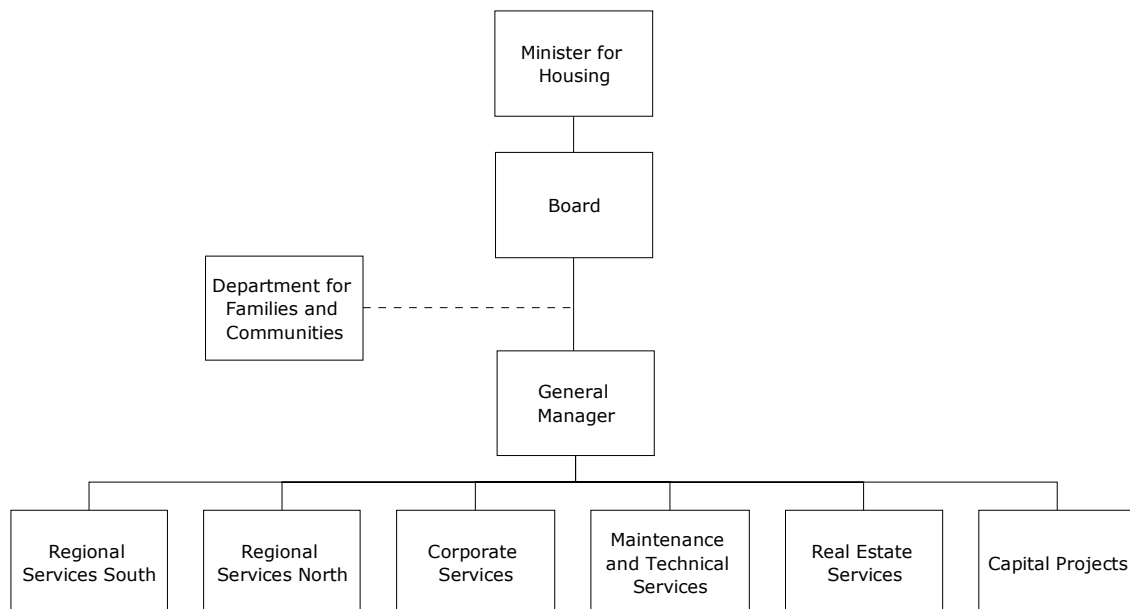 Minister for
Housing
Board
Department for
Families and
Communities
General
Manager
Regional
Services South
Regional
Services North
Corporate
Services
Maintenance
and Technical
Services
Real Estate
Services
Capital Projects